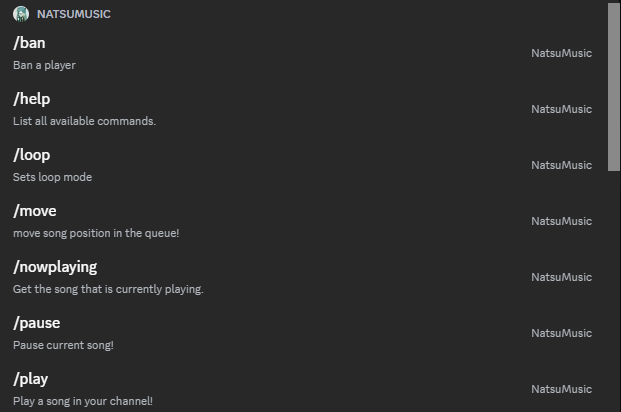 NATSUMUSIC
/ban
Ban a player
NatsuMusic
/help
List all available commands.
NatsuMusic
/loop
Sets loop mode
NatsuMusic
/move
move song position in the queue!
NatsuMusic
/nowplaying
Get the song that is currently playing.
NatsuMusic
/pause
Pause current song!
NatsuMusic
/play
Play a song in your channel!
NatsuMusic